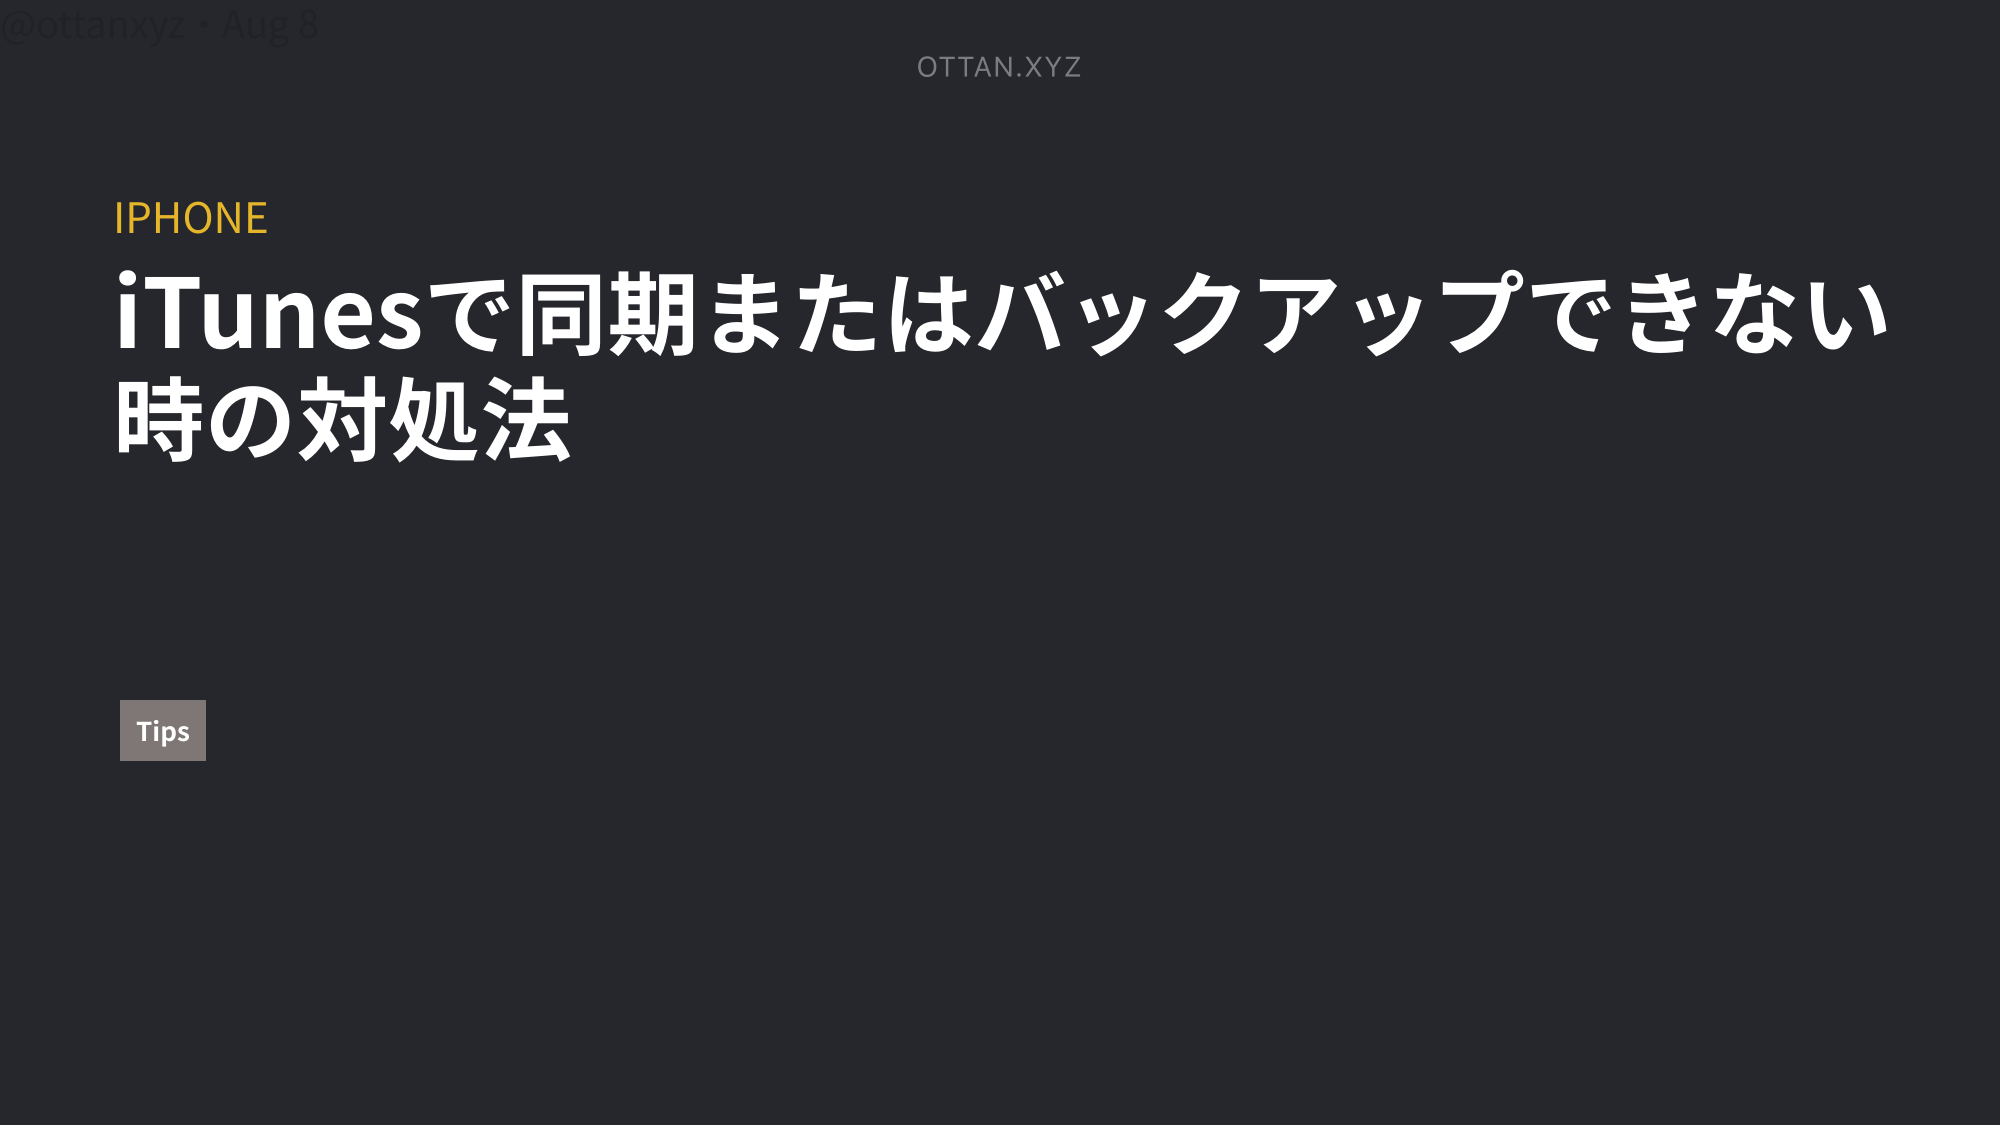 @ottanxyz・Aug 8
OTTAN.XYZ
IPHONE
iTunesで同期またはバックアップできない
時の対処法
Tips